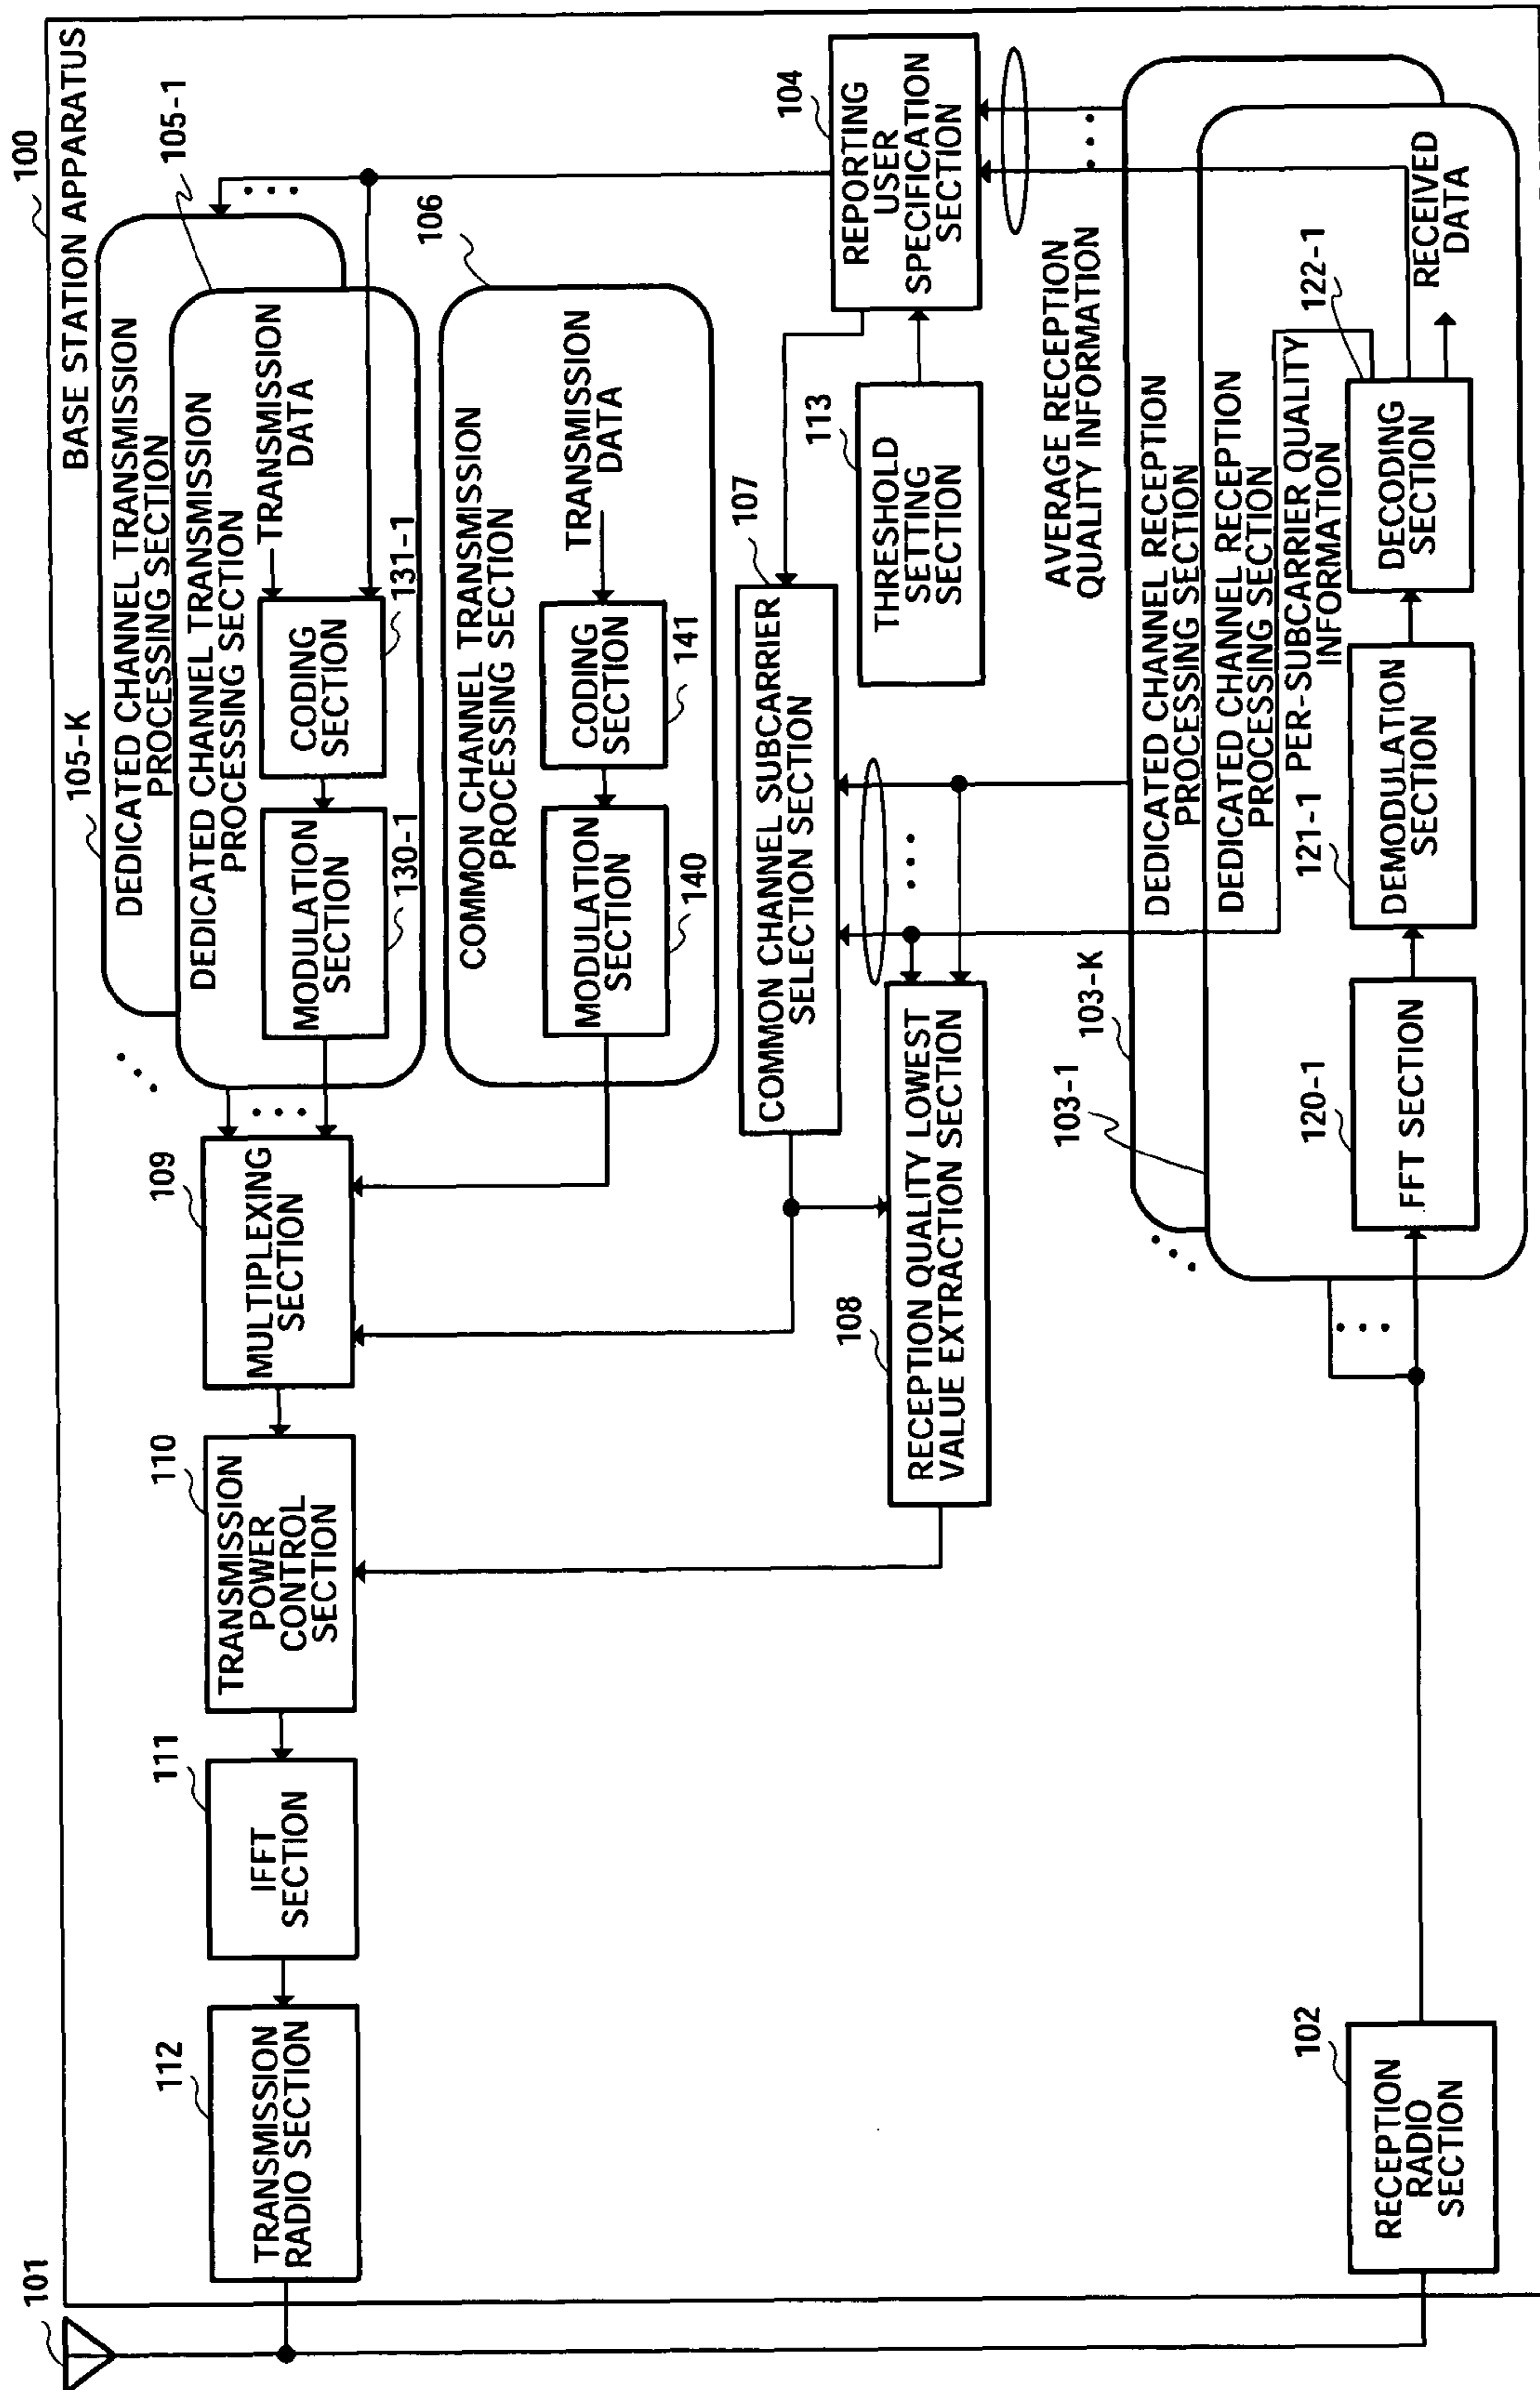 100
BASE STATION APPARATUS
101
112
TRANSMISSION
RADIO SECTION
111
IFFT
SECTION
110
TRANSMISSION
POWER
CONTROL
SECTION
109
MULTIPLEXING
SECTION
105-K
DEDICATED CHANNEL TRANSMISSION
PROCESSING SECTION
105-1
DEDICATED CHANNEL TRANSMISSION
PROCESSING SECTION
MODULATION
SECTION
130-1
CODING
SECTION
131-1
TRANSMISSION
DATA
106
COMMON CHANNEL TRANSMISSION
PROCESSING SECTION
MODULATION
SECTION
140
CODING
SECTION
141
TRANSMISSION
DATA
107
COMMON CHANNEL SUBCARRIER
SELECTION SECTION
104
REPORTING
USER
SPECIFICATION
SECTION
113
THRESHOLD
SETTING
SECTION
108
RECEPTION QUALITY LOWEST
VALUE EXTRACTION SECTION
AVERAGE RECEPTION
QUALITY INFORMATION
103-K
DEDICATED CHANNEL RECEPTION
PROCESSING SECTION
103-1
DEDICATED CHANNEL RECEPTION
PROCESSING SECTION
PER-SUBCARRIER QUALITY
INFORMATION
120-1
FFT SECTION
121-1
DEMODULATION
SECTION
122-1
DECODING
SECTION
RECEIVED
DATA
102
RECEPTION
RADIO
SECTION